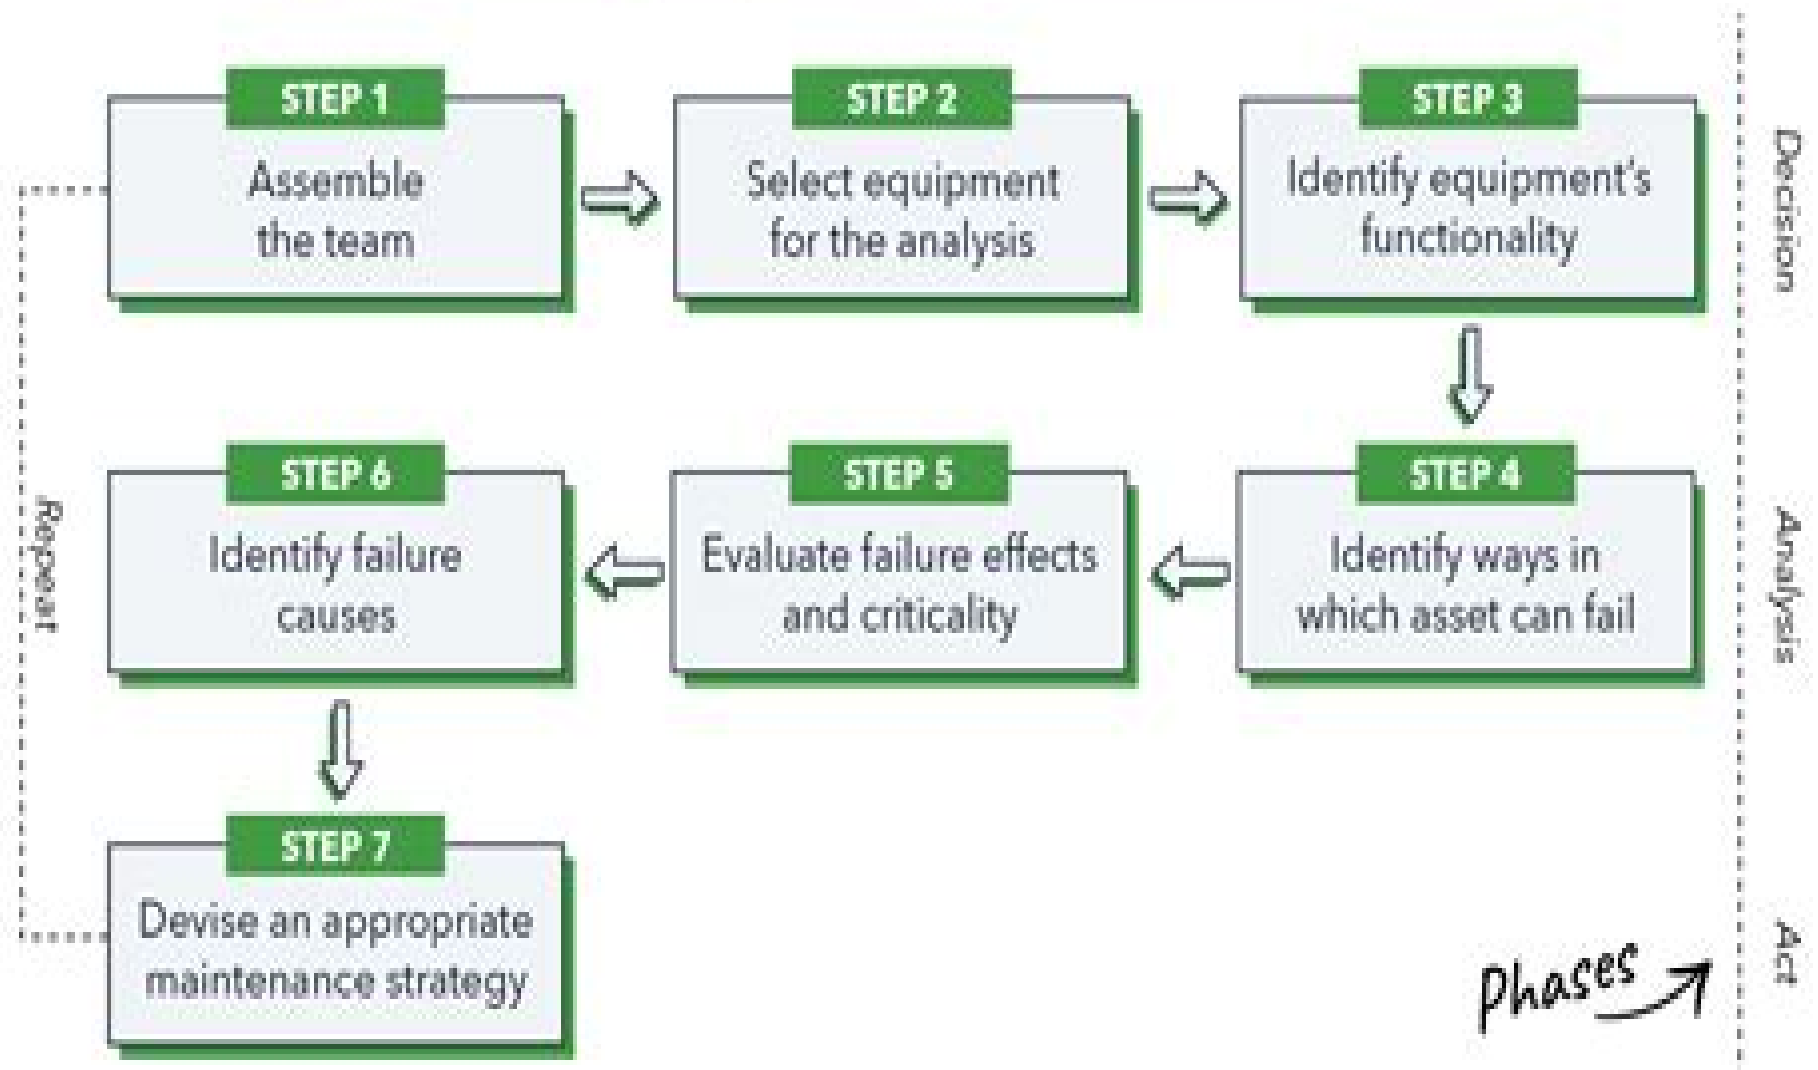 STEP 1
Assemble
the team
STEP 2
Select equipment
for the analysis
STEP 3
Identify equipment's
functionality
Decision
STEP 4
Identify ways in
which asset can fail
STEP 5
Evaluate failure effects
and criticality
STEP 6
Identify failure
causes
Analysis
Repeat
STEP 7
Devise an appropriate
maintenance strategy
Act
Phases